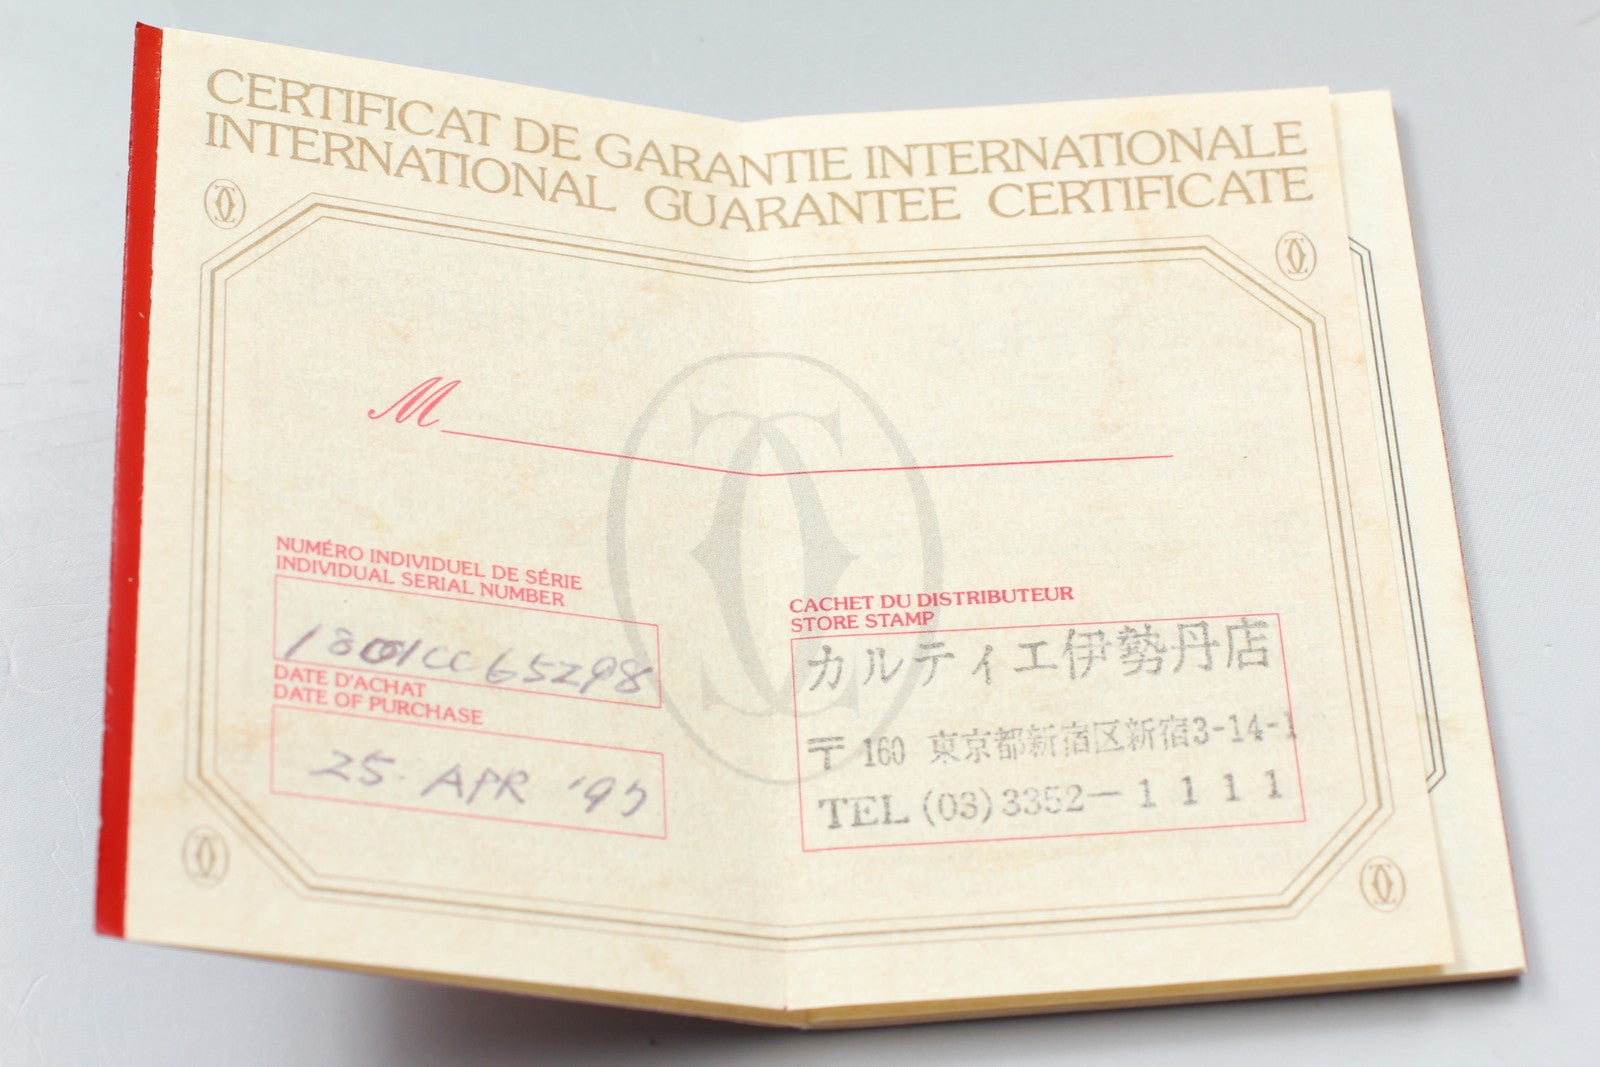 CERTIFICAT DE GARANTIE INTERNATIONALE
INTERNATIONAL GUARANTEE CERTIFICATE
M
NUMÉRO INDIVIDUEL DE SÉRIE
INDIVIDUAL SERIAL NUMBER
1801CC65298
DATE D'ACHAT
DATE OF PURCHASE
25. APR '97
CACHET DU DISTRIBUTEUR
STORE STAMP
カルティエ伊勢丹店
〒160 東京都新宿区新宿3-14-1
TEL (03)3352-1111